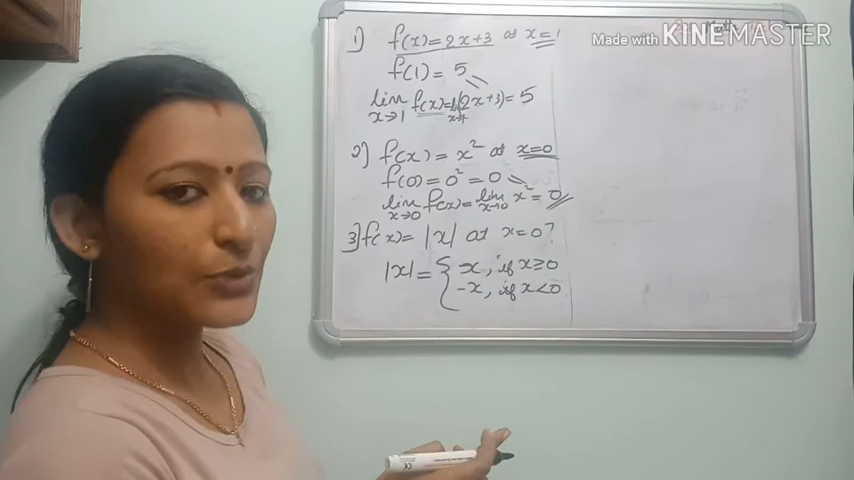 Made with KINEMASTER
1) f(x) = 2x+3 at x = 1
f(1) = 5
lim x→1 f(x) = lim x→1 (2x+3) = 5
2) f(x) = x² at x=0
f(0) = 0² = 0
lim x→0 f(x) = lim x→0 x² = 0
3) f(x) = |x| at x=0?
|x| = { x, if x≥0
-x, if x<0